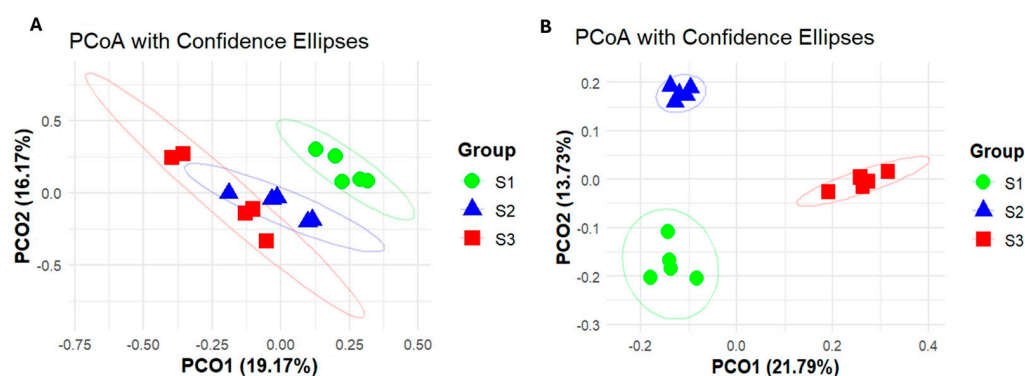 A
PCoA with Confidence Ellipses
PCO2 (16.17%)
0.5
0.0
-0.5
-0.75
-0.50
-0.25
0.00
0.25
0.50
PCO1 (19.17%)
Group
S1
S2
S3
B
PCoA with Confidence Ellipses
PCO2 (13.73%)
0.2
0.1
0.0
-0.1
-0.2
-0.3
-0.2
0.0
0.2
0.4
PCO1 (21.79%)
Group
S1
S2
S3